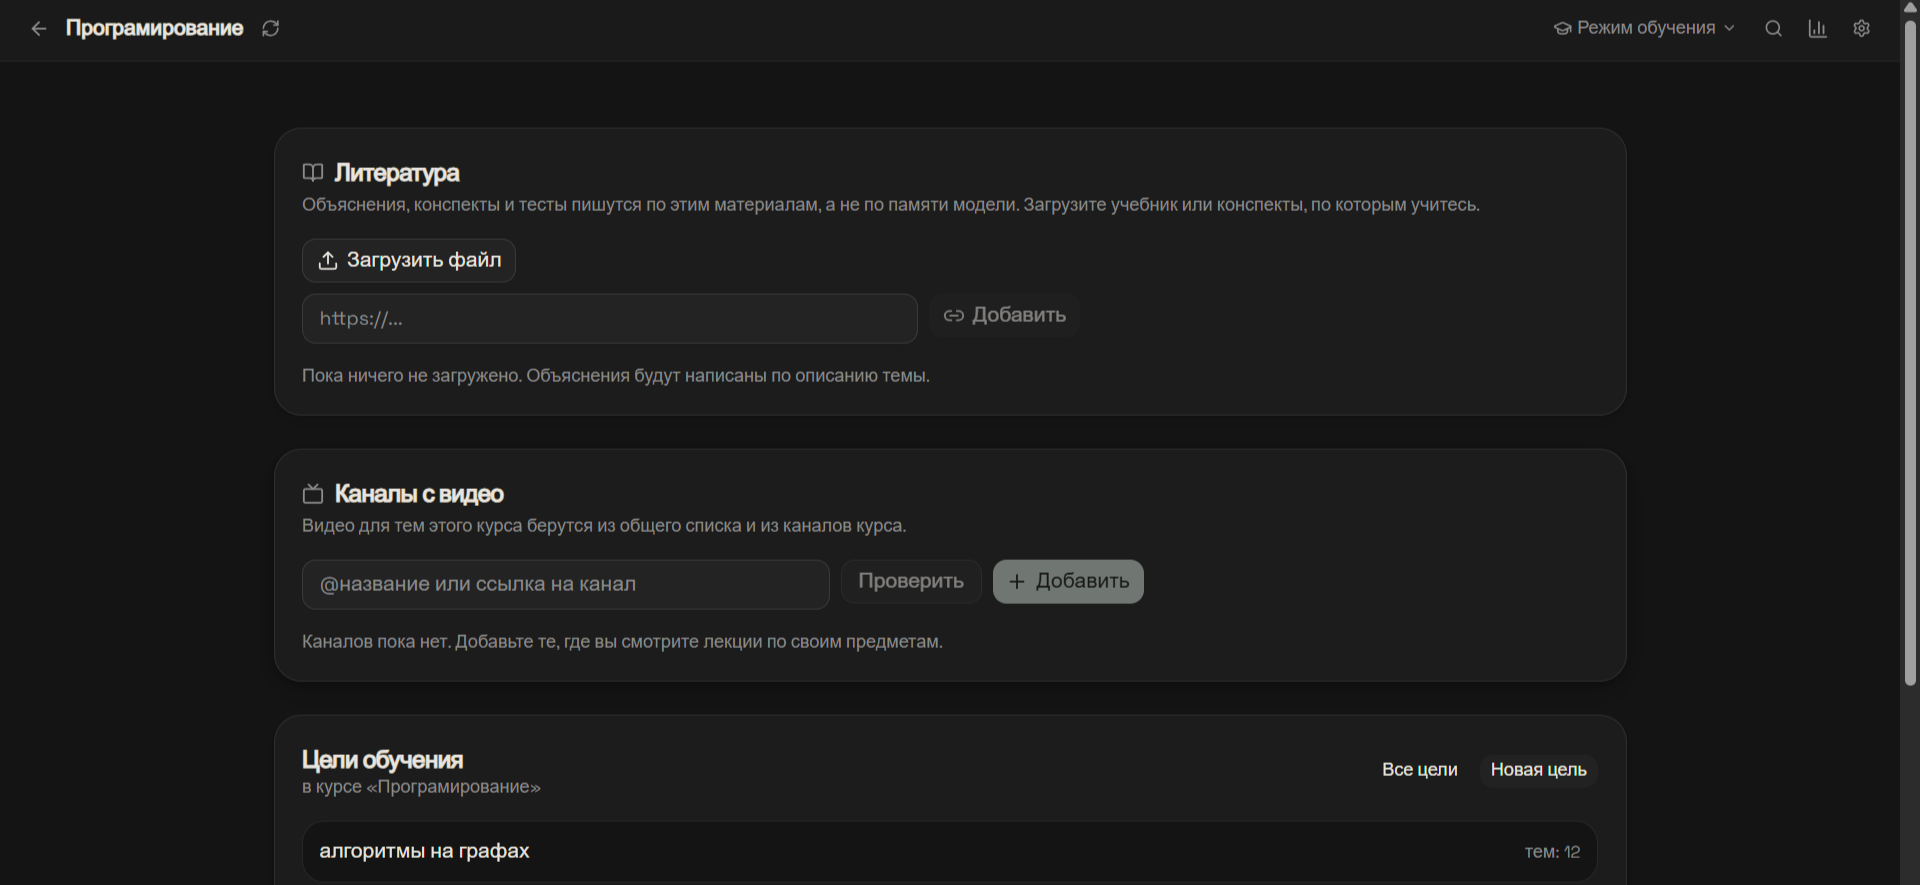 Програмирование
Режим обучения
Литература
Объяснения, конспекты и тесты пишутся по этим материалам, а не по памяти модели. Загрузите учебник или конспекты, по которым учитесь.
Загрузить файл
https://...
Добавить
Пока ничего не загружено. Объяснения будут написаны по описанию темы.
Каналы с видео
Видео для тем этого курса берутся из общего списка и из каналов курса.
@название или ссылка на канал
Проверить
Добавить
Каналов пока нет. Добавьте те, где вы смотрите лекции по своим предметам.
Цели обучения
в курсе «Програмирование»
Все цели
Новая цель
алгоритмы на графах
тем: 12